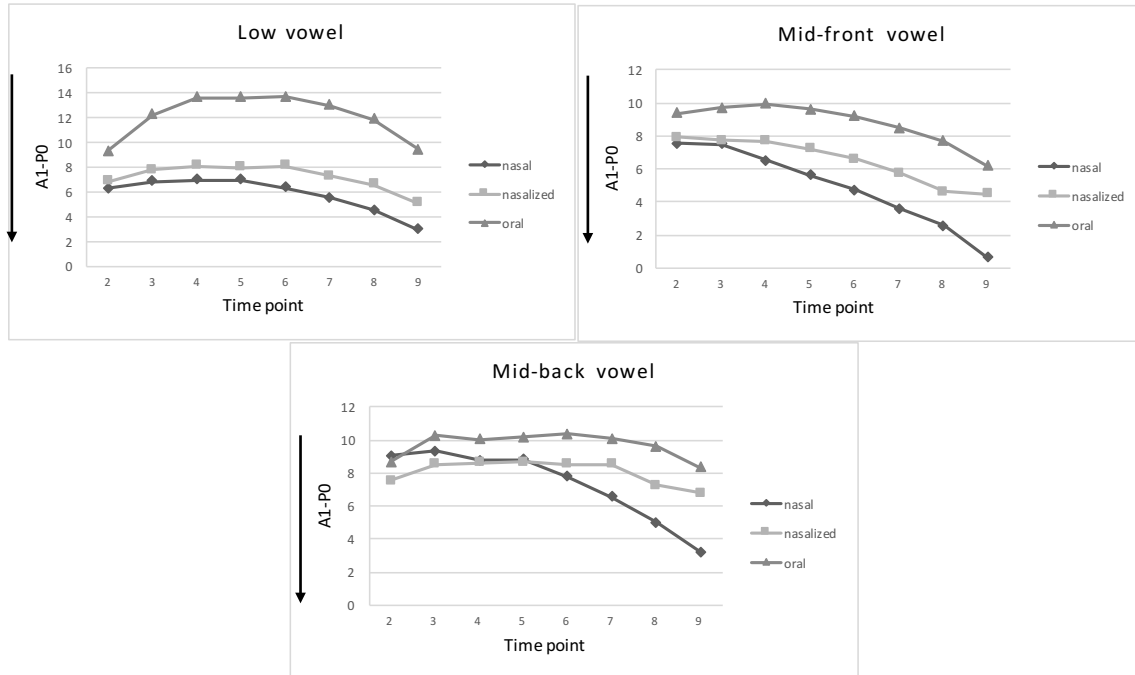 Low vowel
A1-P0
16
14
12
10
8
6
4
2
0
2 3 4 5 6 7 8 9
Time point
nasal
nasalized
oral
Mid-front vowel
A1-P0
12
10
8
6
4
2
0
2 3 4 5 6 7 8 9
Time point
nasal
nasalized
oral
Mid-back vowel
A1-P0
12
10
8
6
4
2
0
2 3 4 5 6 7 8 9
Time point
nasal
nasalized
oral